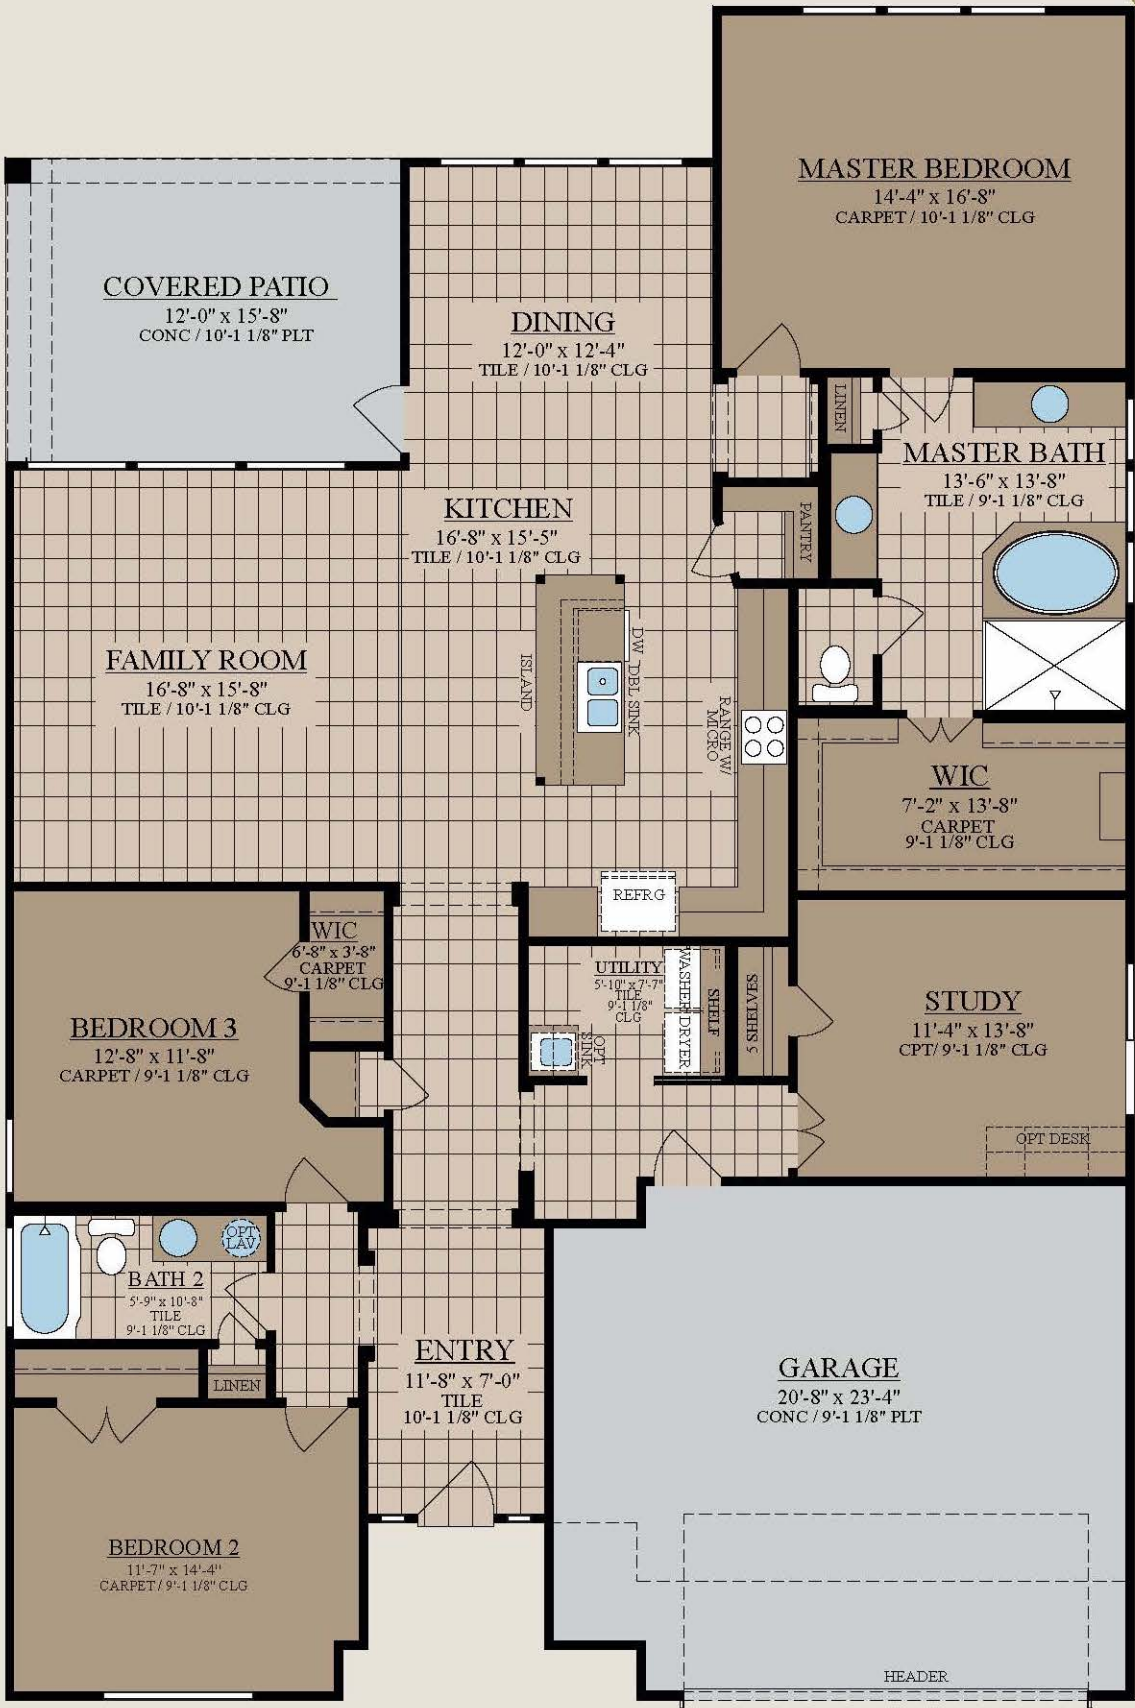 MASTER BEDROOM
14'-4" x 16'-8"
CARPET / 10'-1 1/8" CLG
COVERED PATIO
12'-0" x 15'-8"
CONC / 10'-1 1/8" PLT
DINING
12'-0" x 12'-4"
TILE / 10'-1 1/8" CLG
LINEN
MASTER BATH
13'-6" x 13'-8"
TILE / 9'-1 1/8" CLG
KITCHEN
16'-8" x 15'-5"
TILE / 10'-1 1/8" CLG
PANTRY
FAMILY ROOM
16'-8" x 15'-8"
TILE / 10'-1 1/8" CLG
ISLAND
DW
DBL SINK
RANGE W/
MICRO
WIC
7'-2" x 13'-8"
CARPET
9'-1 1/8" CLG
REFRG
WIC
6'-8" x 3'-8"
CARPET
9'-1 1/8" CLG
UTILITY
5'-10" x 7'-7"
TILE
9'-1 1/8"
CLG
WASHER
DRYER
SHELF
5 SHELVES
OPT
SINK
STUDY
11'-4" x 13'-8"
CPT/ 9'-1 1/8" CLG
OPT DESK
BEDROOM 3
12'-8" x 11'-8"
CARPET / 9'-1 1/8" CLG
OPT
LAV
BATH 2
5'-9" x 10'-8"
TILE
9'-1 1/8" CLG
LINEN
ENTRY
11'-8" x 7'-0"
TILE
10'-1 1/8" CLG
GARAGE
20'-8" x 23'-4"
CONC / 9'-1 1/8" PLT
BEDROOM 2
11'-7" x 14'-4"
CARPET / 9'-1 1/8" CLG
HEADER